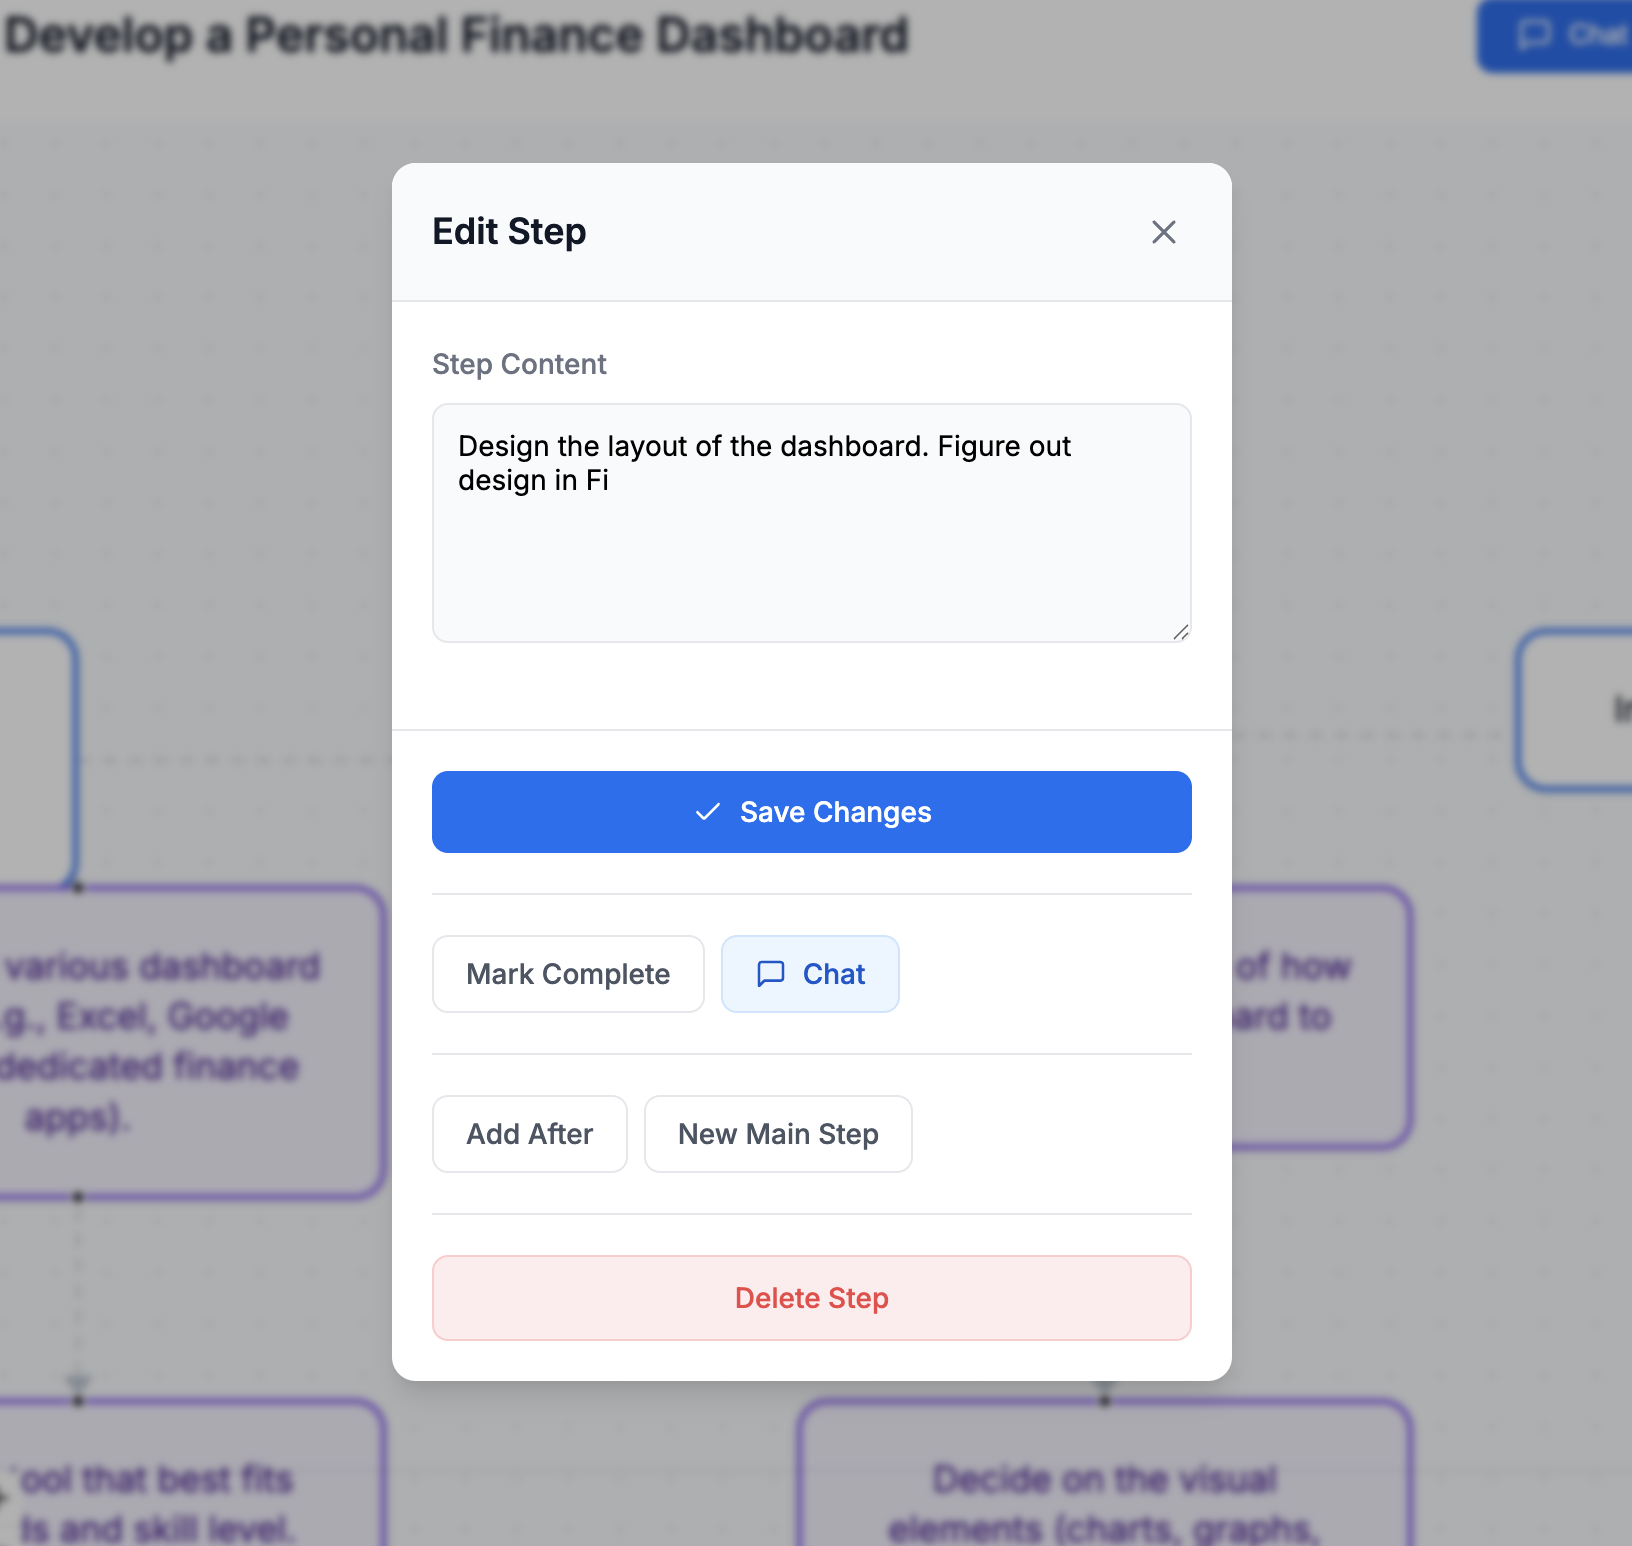 Develop a Personal Finance Dashboard
Chat
Edit Step
Step Content
Design the layout of the dashboard. Figure out
design in Fi
Save Changes
Mark Complete
Chat
Add After
New Main Step
Delete Step
various dashboard
.g., Excel, Google
dedicated finance
apps).
of how
ard to
ool that best fits
ls and skill level.
Decide on the visual
elements (charts, graphs,